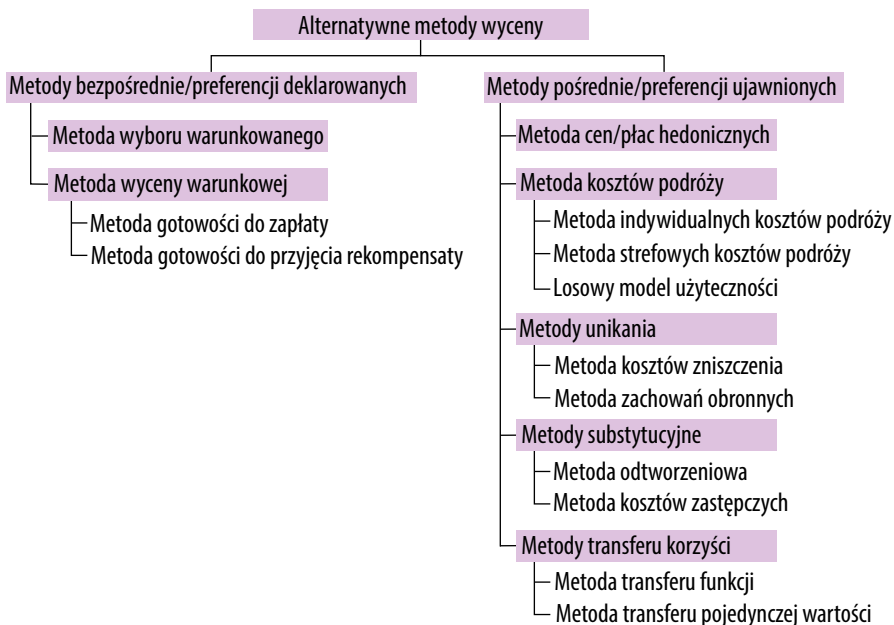 Alternatywne metody wyceny
Metody bezpośrednie/preferencji deklarowanych
Metoda wyboru warunkowanego
Metoda wyceny warunkowej
Metoda gotowości do zapłaty
Metoda gotowości do przyjęcia rekompensaty
Metody pośrednie/preferencji ujawnionych
Metoda cen/płac hedonicznych
Metoda kosztów podróży
Metoda indywidualnych kosztów podróży
Metoda strefowych kosztów podróży
Losowy model użyteczności
Metody unikania
Metoda kosztów zniszczenia
Metoda zachowań obronnych
Metody substytucyjne
Metoda odtworzeniowa
Metoda kosztów zastępczych
Metody transferu korzyści
Metoda transferu funkcji
Metoda transferu pojedynczej wartości